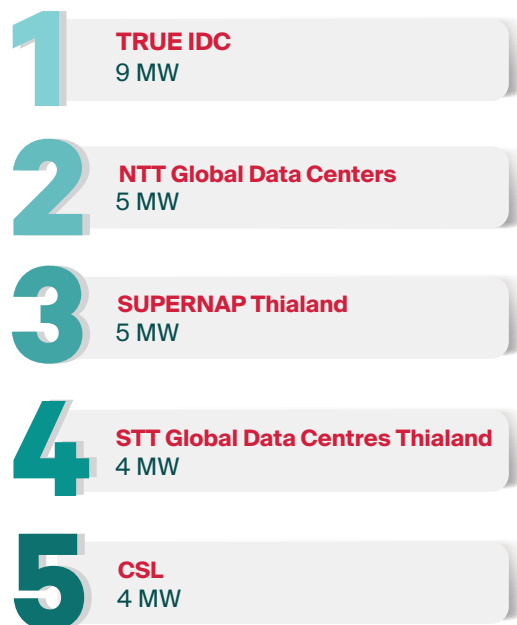 1
TRUE IDC
9 MW
2
NTT Global Data Centers
5 MW
3
SUPERNAP Thialand
5 MW
4
STT Global Data Centres Thialand
4 MW
5
CSL
4 MW